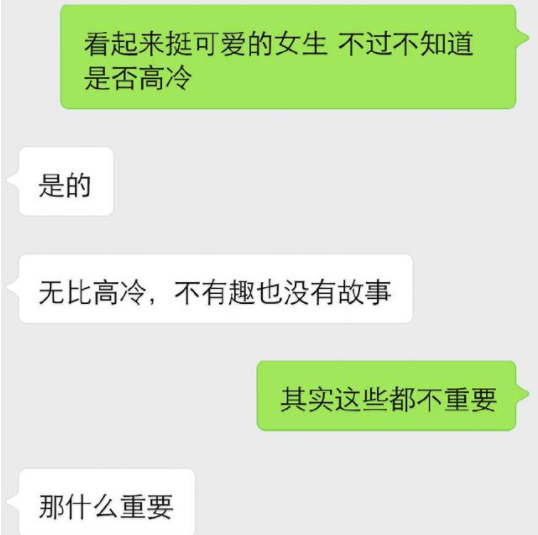 看起来挺可爱的女生 不过不知道
是否高冷
是的
无比高冷，不有趣也没有故事
其实这些都不重要
那什么重要